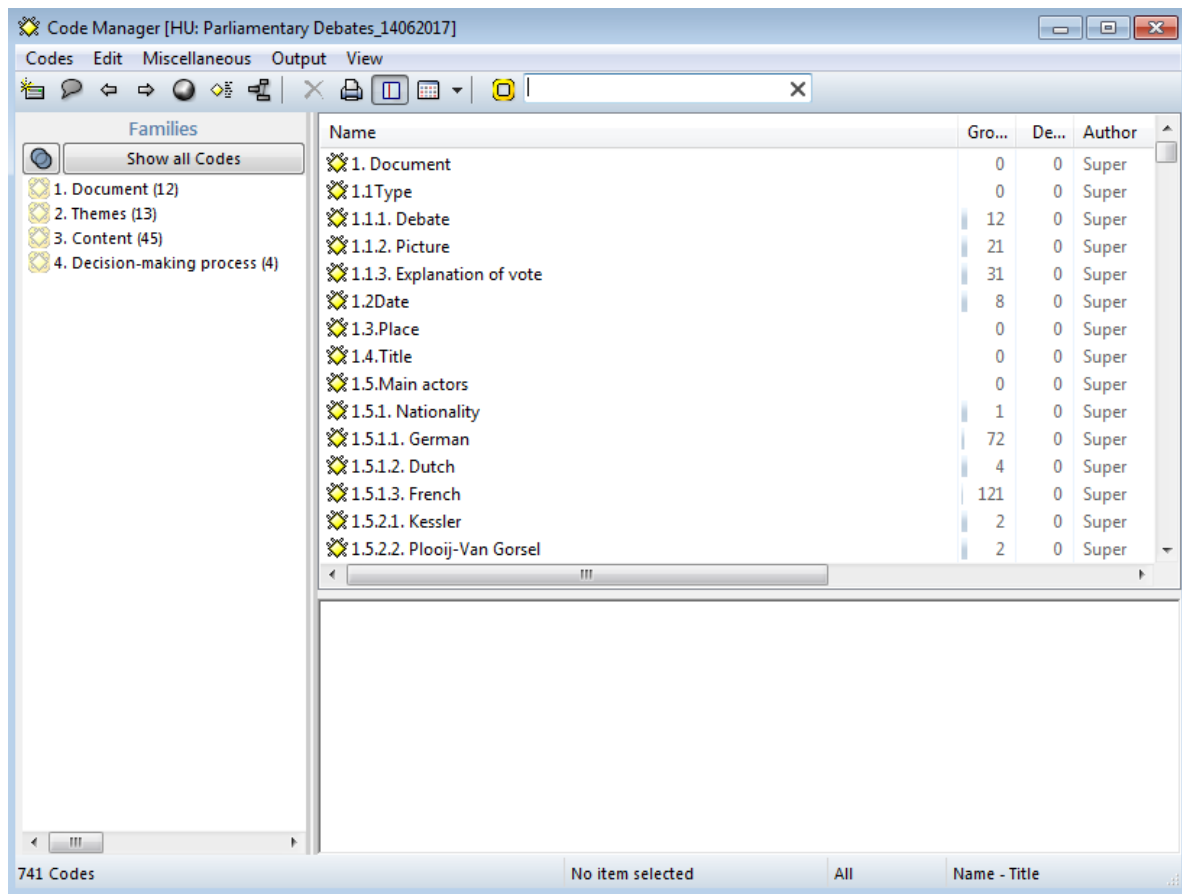 Code Manager [HU: Parliamentary Debates_14062017]
Codes Edit Miscellaneous Output View
Families
Show all Codes
1. Document (12)
2. Themes (13)
3. Content (45)
4. Decision-making process (4)
Name Gro... De... Author
1. Document 0 0 Super
1.1Type 0 0 Super
1.1.1. Debate 12 0 Super
1.1.2. Picture 21 0 Super
1.1.3. Explanation of vote 31 0 Super
1.2Date 8 0 Super
1.3.Place 0 0 Super
1.4.Title 0 0 Super
1.5.Main actors 0 0 Super
1.5.1. Nationality 1 0 Super
1.5.1.1. German 72 0 Super
1.5.1.2. Dutch 4 0 Super
1.5.1.3. French 121 0 Super
1.5.2.1. Kessler 2 0 Super
1.5.2.2. Plooij-Van Gorsel 2 0 Super
741 Codes No item selected All Name - Title